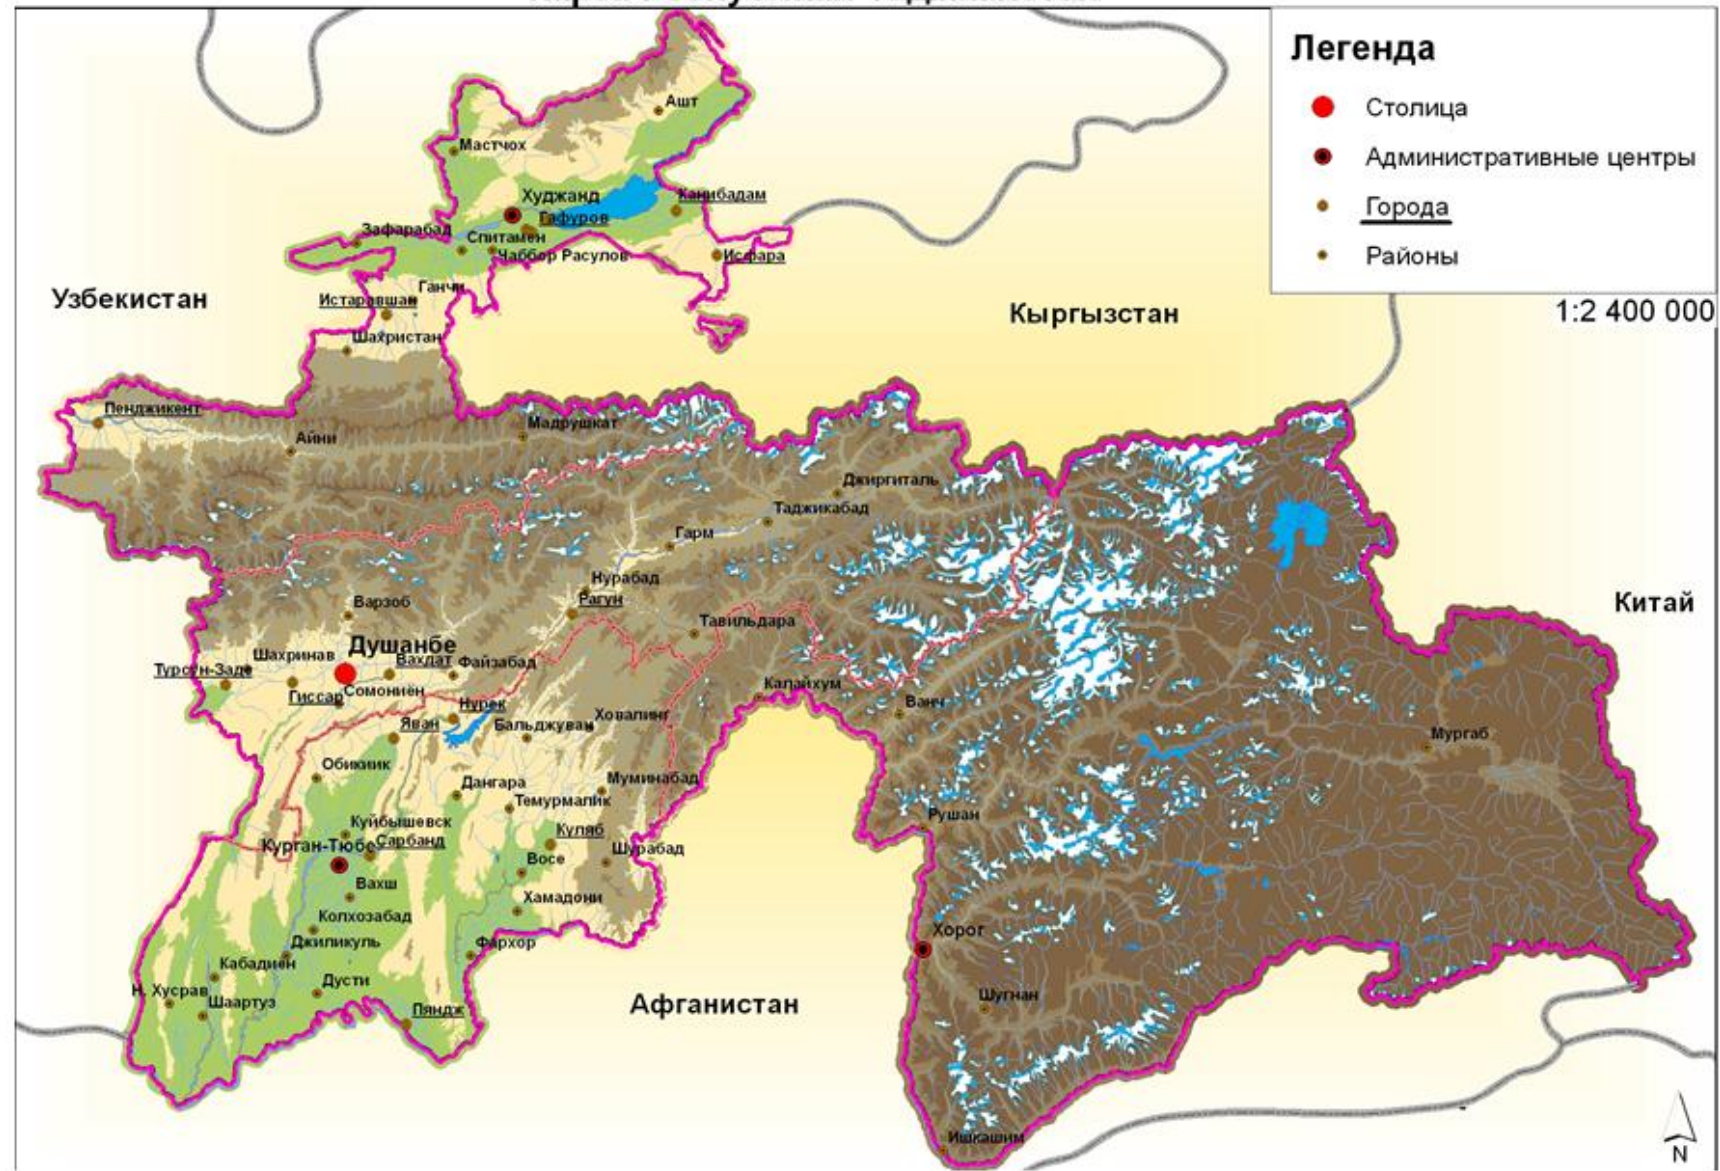 Легенда
Столица
Административные центры
Города
Районы
1:2 400 000
Ашт
Мастчох
Худжанд
Канибадам
Гафуров
Зафарабад
Спитамен
Чаббор Расулов
Исфара
Ганчи
Узбекистан
Истаравшан
Кыргызстан
Шахристан
Пенджикент
Айни
Мадрушкат
Джиргиталь
Таджикабад
Гарм
Нурабад
Рагун
Варзоб
Китай
Тавильдара
Душанбе
Шахринав
Вахдат
Файзабад
Турсун-Заде
Гиссар
Сомониён
Калайхум
Нурек
Ванч
Яван
Бальджуван
Ховалинг
Мургаб
Обикиик
Дангара
Муминабад
Темурмалик
Рушан
Куйбышевск
Куляб
Курган-Тюбе
Сарбанд
Шурабад
Восе
Вахш
Хамадони
Колхозабад
Хорог
Джиликуль
Фархор
Кабадиён
Дусти
Н. Хусрав
Шаартуз
Афганистан
Шугнан
Пяндж
Ишкашим
N